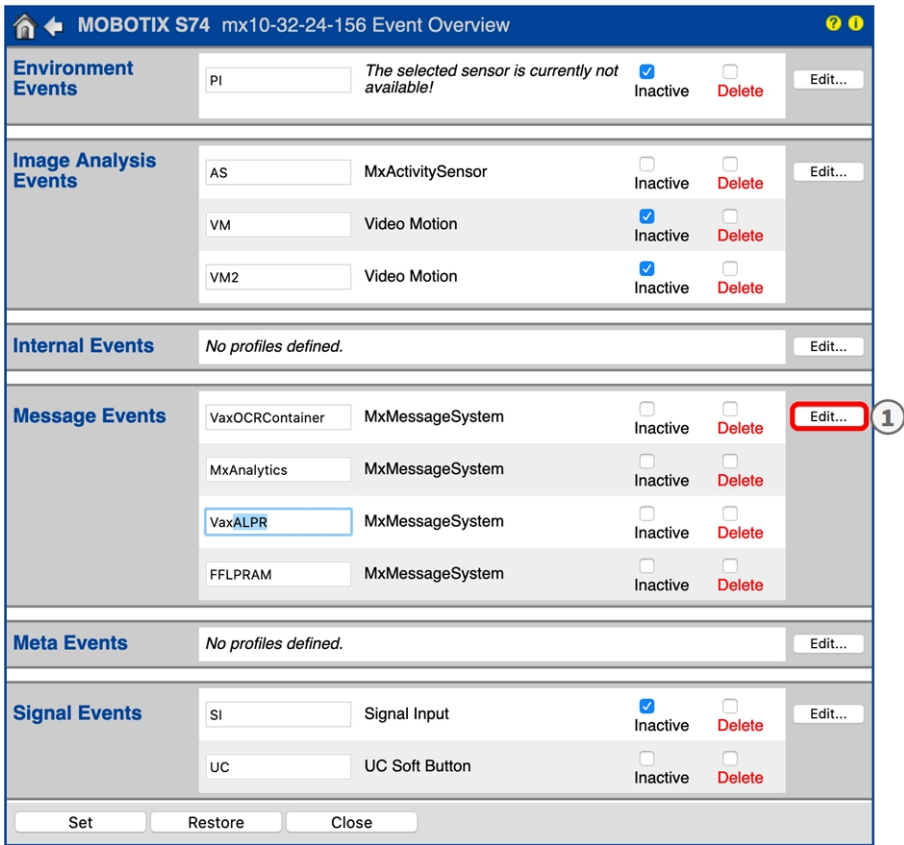 MOBOTIX S74 mx10-32-24-156 Event Overview ? i
Environment Events
PI The selected sensor is currently not available! Inactive Delete Edit...
Image Analysis Events
AS MxActivitySensor Inactive Delete Edit...
VM Video Motion Inactive Delete
VM2 Video Motion Inactive Delete
Internal Events No profiles defined. Edit...
Message Events VaxOCRContainer MxMessageSystem Inactive Delete Edit... 1
MxAnalytics MxMessageSystem Inactive Delete
VaxALPR MxMessageSystem Inactive Delete
FFLPRAM MxMessageSystem Inactive Delete
Meta Events No profiles defined. Edit...
Signal Events SI Signal Input Inactive Delete Edit...
UC UC Soft Button Inactive Delete
Set Restore Close